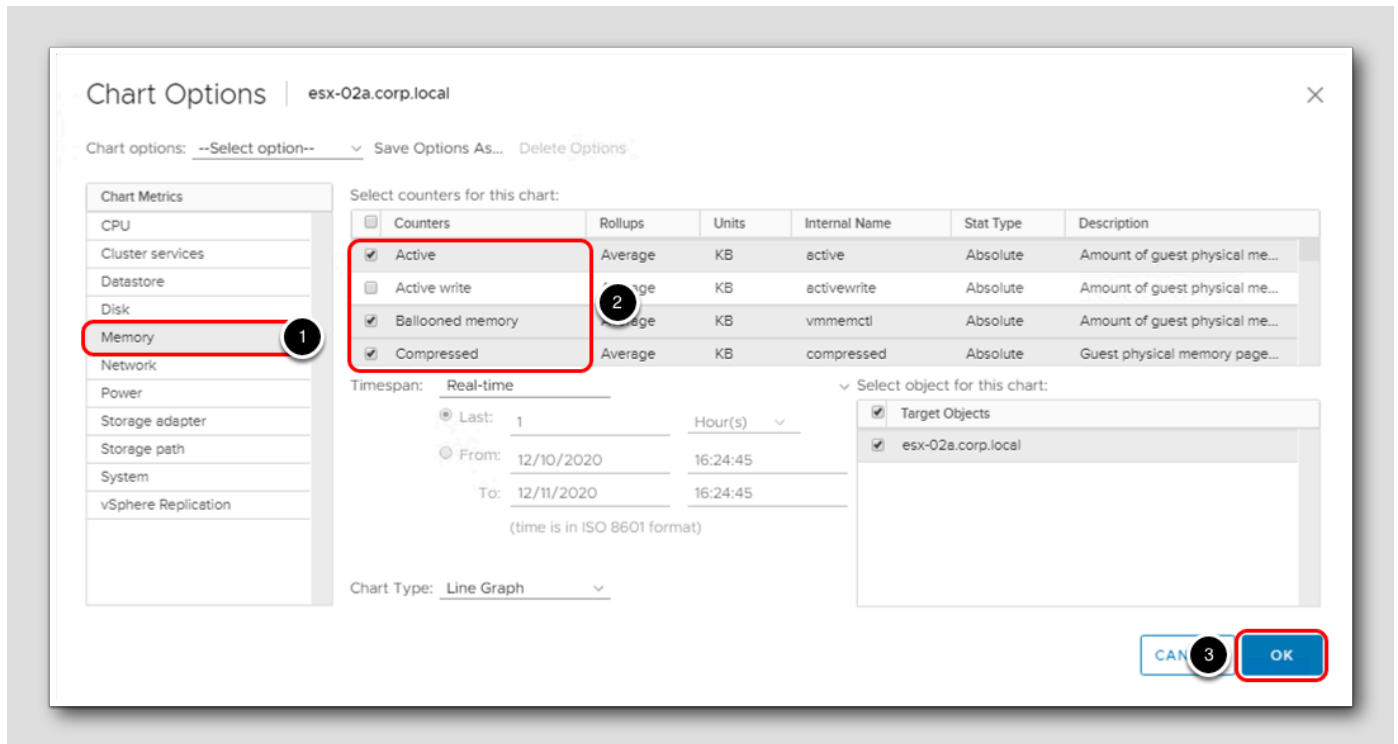 Chart Options esx-02a.corp.local
Chart options: --Select option-- Save Options As... Delete Options
Chart Metrics
CPU
Cluster services
Datastore
Disk
Memory 1
Network
Power
Storage adapter
Storage path
System
vSphere Replication
Select counters for this chart:
Counters Rollups Units Internal Name Stat Type Description
Active Average KB active Absolute Amount of guest physical me...
Active write KB activewrite Absolute Amount of guest physical me...
2
Ballooned memory KB vmmemctl Absolute Amount of guest physical me...
Compressed Average KB compressed Absolute Guest physical memory page...
Timespan: Real-time
Last: 1 Hour(s)
From: 12/10/2020 16:24:45
To: 12/11/2020 16:24:45
(time is in ISO 8601 format)
Chart Type: Line Graph
Select object for this chart:
Target Objects
esx-02a.corp.local
3 OK